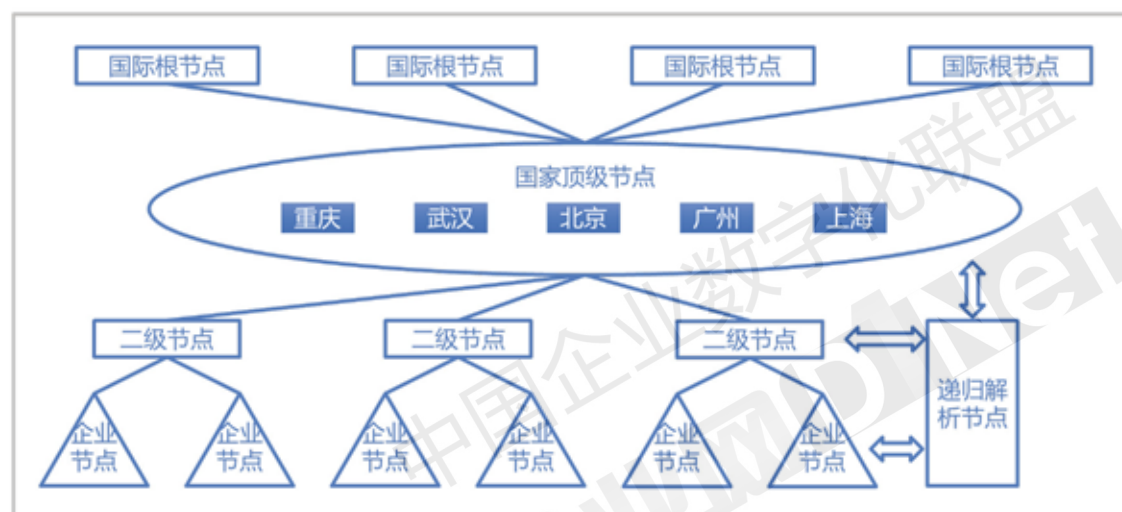 国际根节点 国际根节点 国际根节点 国际根节点
国家顶级节点
重庆 武汉 北京 广州 上海
二级节点 二级节点 二级节点
递归解
析节点
企业
节点
企业
节点
企业
节点
企业
节点
企业
节点
企业
节点
中国企业数字化联盟